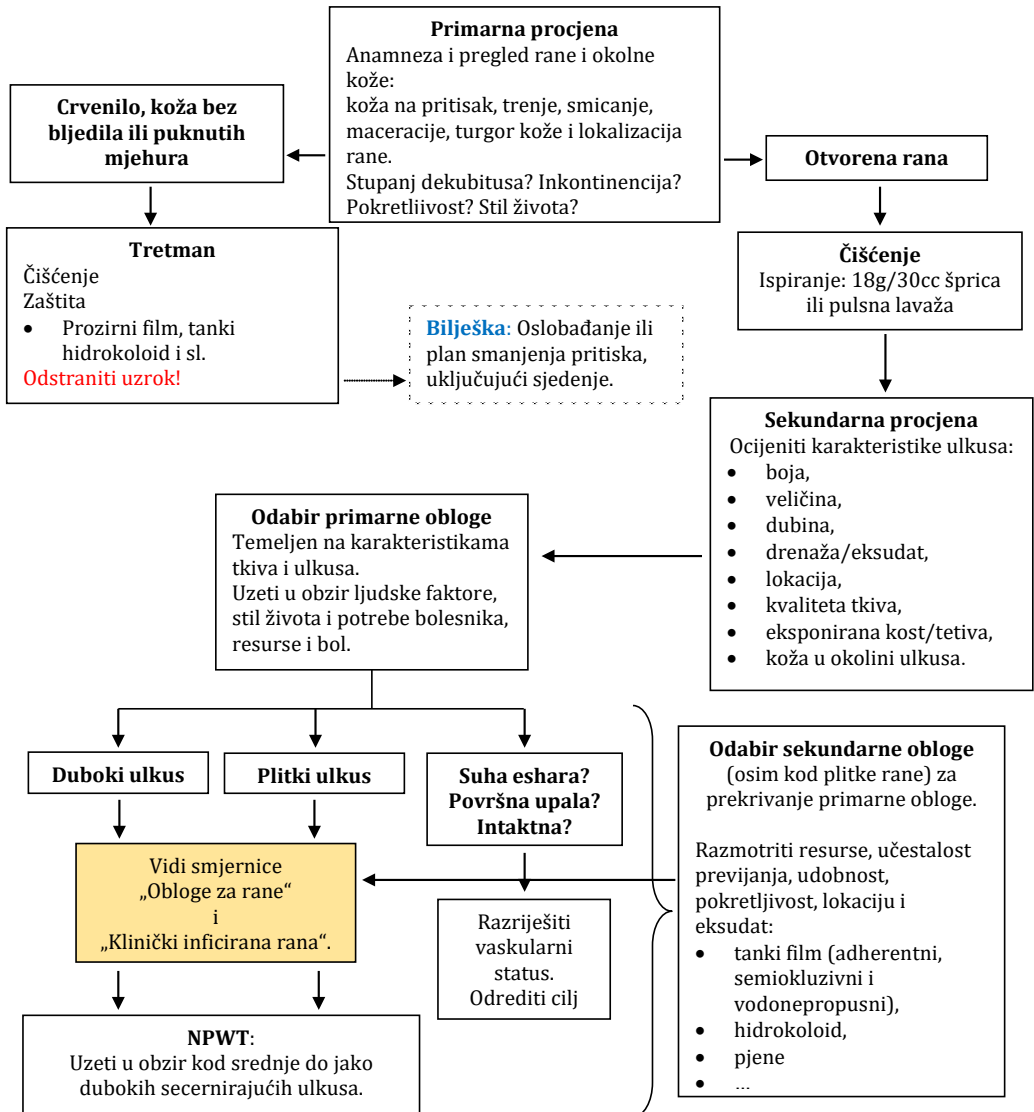 Primarna procjena
Anamneza i pregled rane i okolne
kože:
koža na pritisak, trenje, smicanje,
maceracije, turgor kože i lokalizacija
rane.
Stupanj dekubitusa? Inkontinencija?
Pokretljivost? Stil života?
Crvenilo, koža bez
bljedila ili puknutih
mjehura
Otvorena rana
Tretman
Čišćenje
Zaštita
• Prozirni film, tanki
hidrokoloid i sl.
Odstraniti uzrok!
Bilješka: Oslobađanje ili
plan smanjenja pritiska,
uključujući sjedenje.
Čišćenje
Ispiranje: 18g/30cc šprica
ili pulsna lavaža
Sekundarna procjena
Ocijeniti karakteristike ulkusa:
• boja,
• veličina,
• dubina,
• drenaža/eksudat,
• lokacija,
• kvaliteta tkiva,
• eksponirana kost/tetiva,
• koža u okolini ulkusa.
Odabir primarne obloge
Temeljen na karakteristikama
tkiva i ulkusa.
Uzeti u obzir ljudske faktore,
stil života i potrebe bolesnika,
resurse i bol.
Duboki ulkus
Plitki ulkus
Suha eshara?
Površna upala?
Intaktna?
Odabir sekundarne obloge
(osim kod plitke rane) za
prekrivanje primarne obloge.
Razmotriti resurse, učestalost
previjanja, udobnost,
pokretljivost, lokaciju i
eksudat:
• tanki film (adherentni,
semiokluzivni i
vodonepropusni),
• hidrokoloid,
• pjene
• ...
Vidi smjernice
„Obloge za rane“
i
„Klinički inficirana rana“.
Razriješiti
vaskularni
status.
Odrediti cilj
NPWT:
Uzeti u obzir kod srednje do jako
dubokih secernirajućih ulkusa.